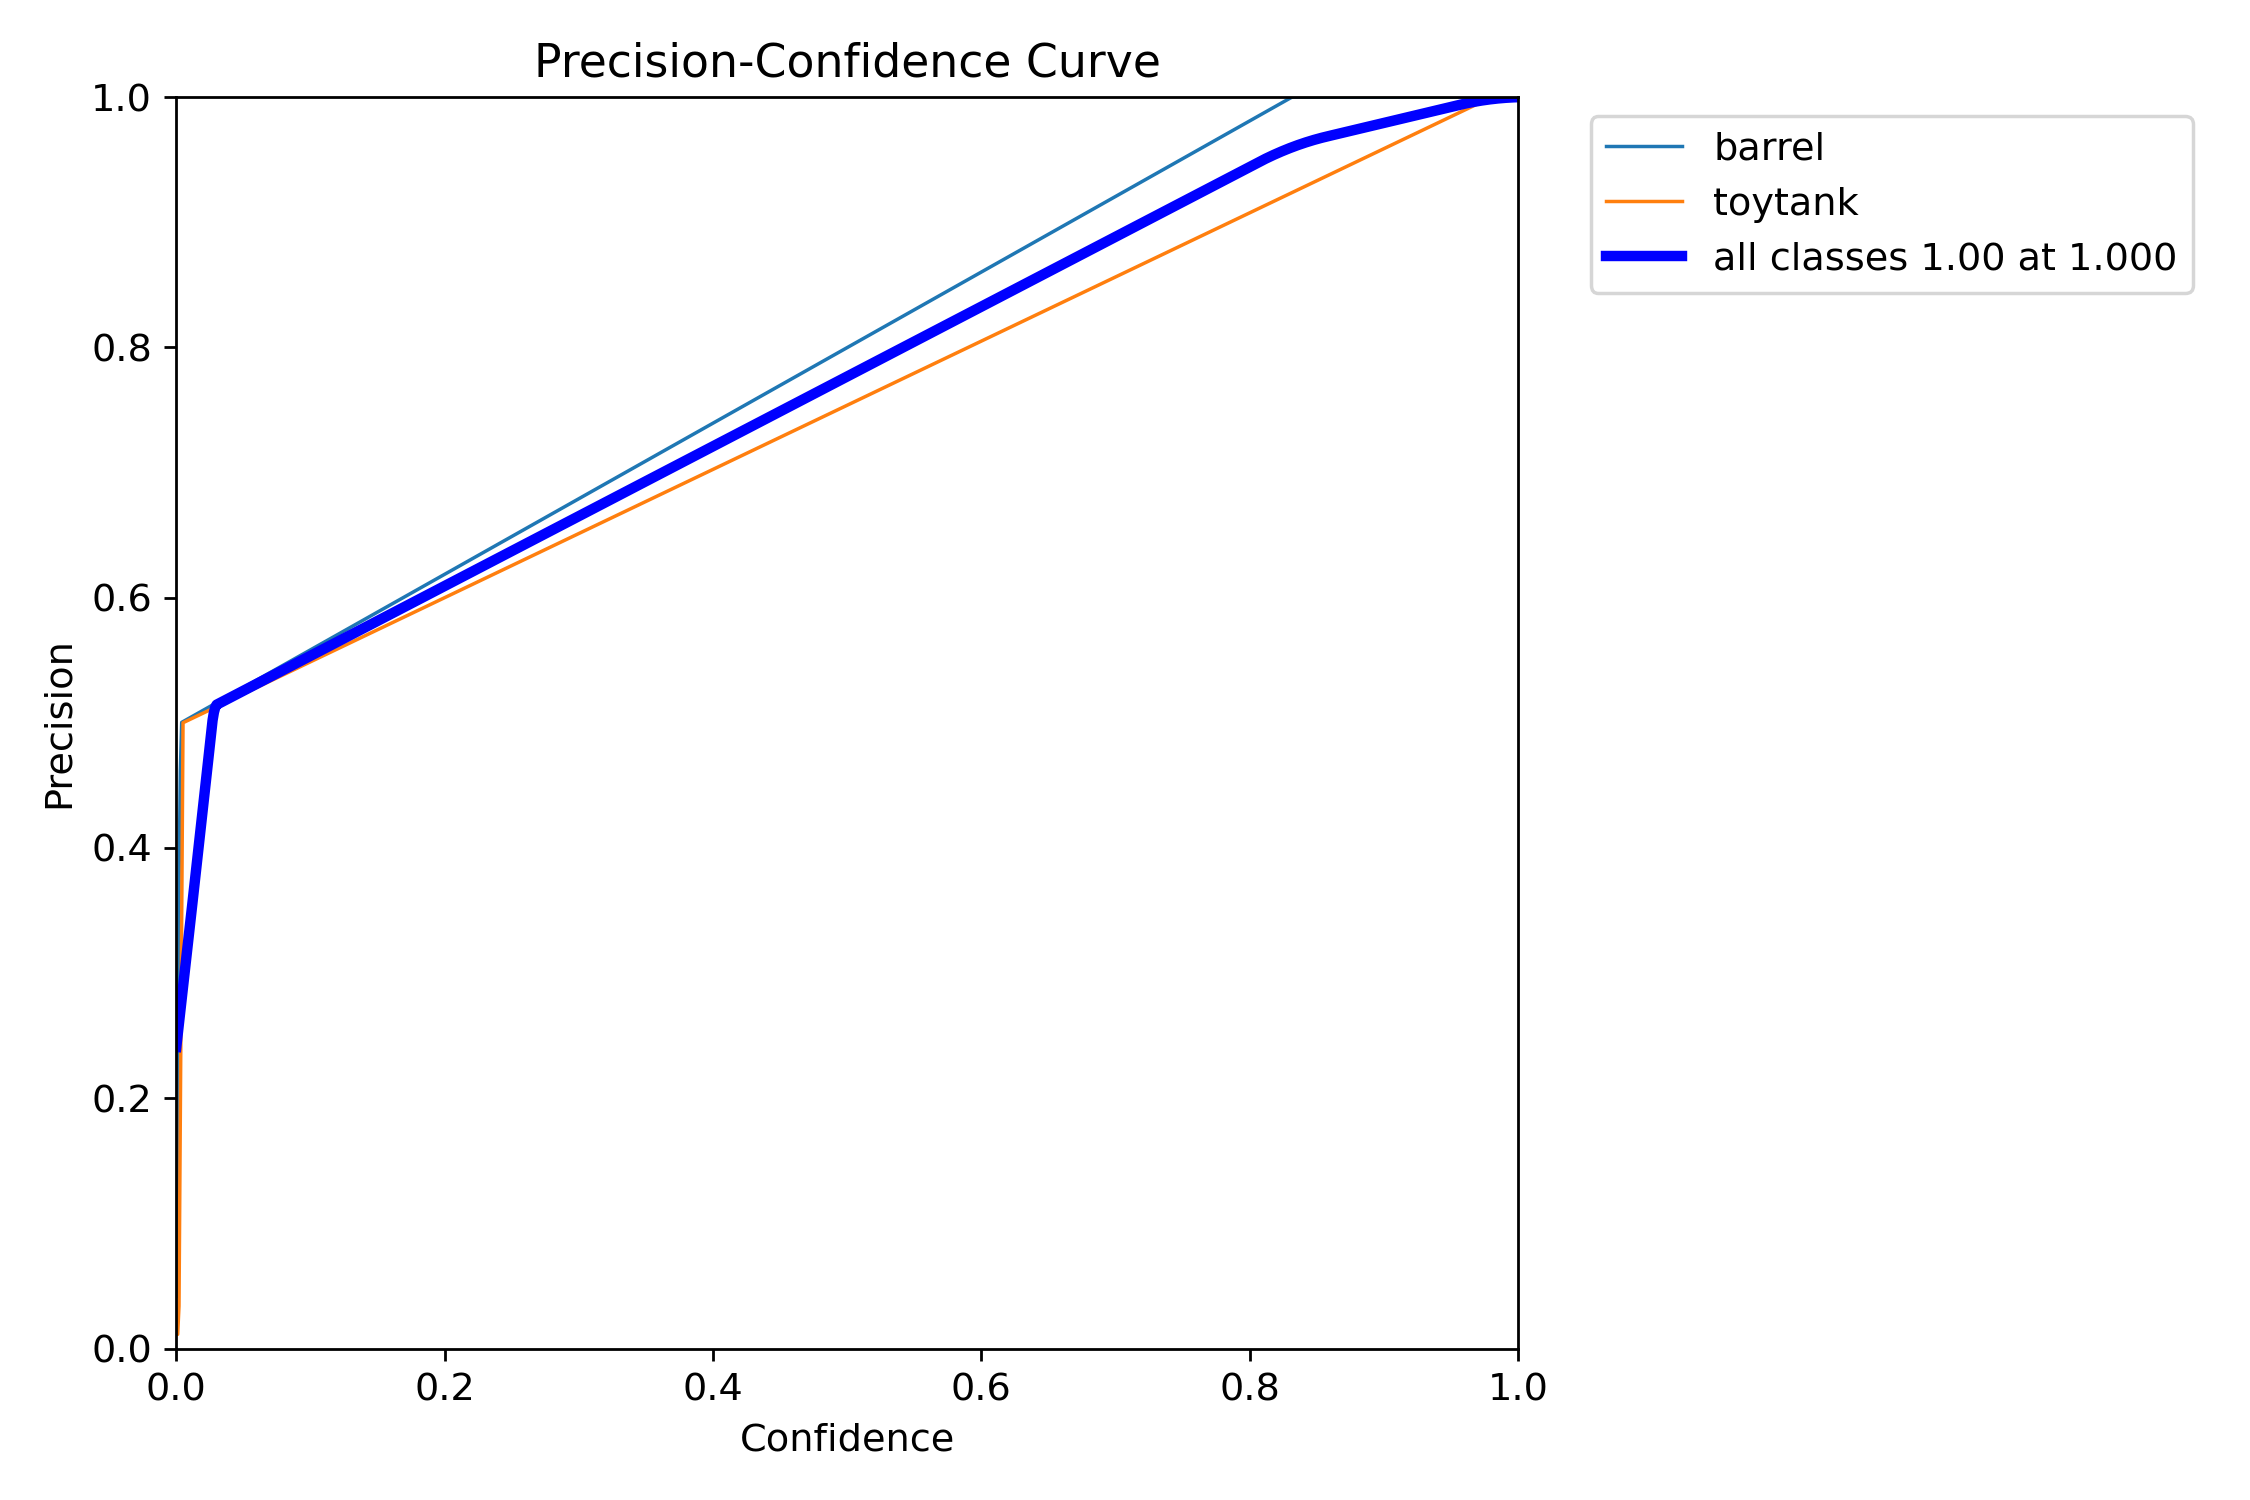 Precision-Confidence Curve
1.0
0.8
0.6
0.4
0.2
0.0
Precision
0.0 0.2 0.4 0.6 0.8 1.0
Confidence
barrel
toytank
all classes 1.00 at 1.000